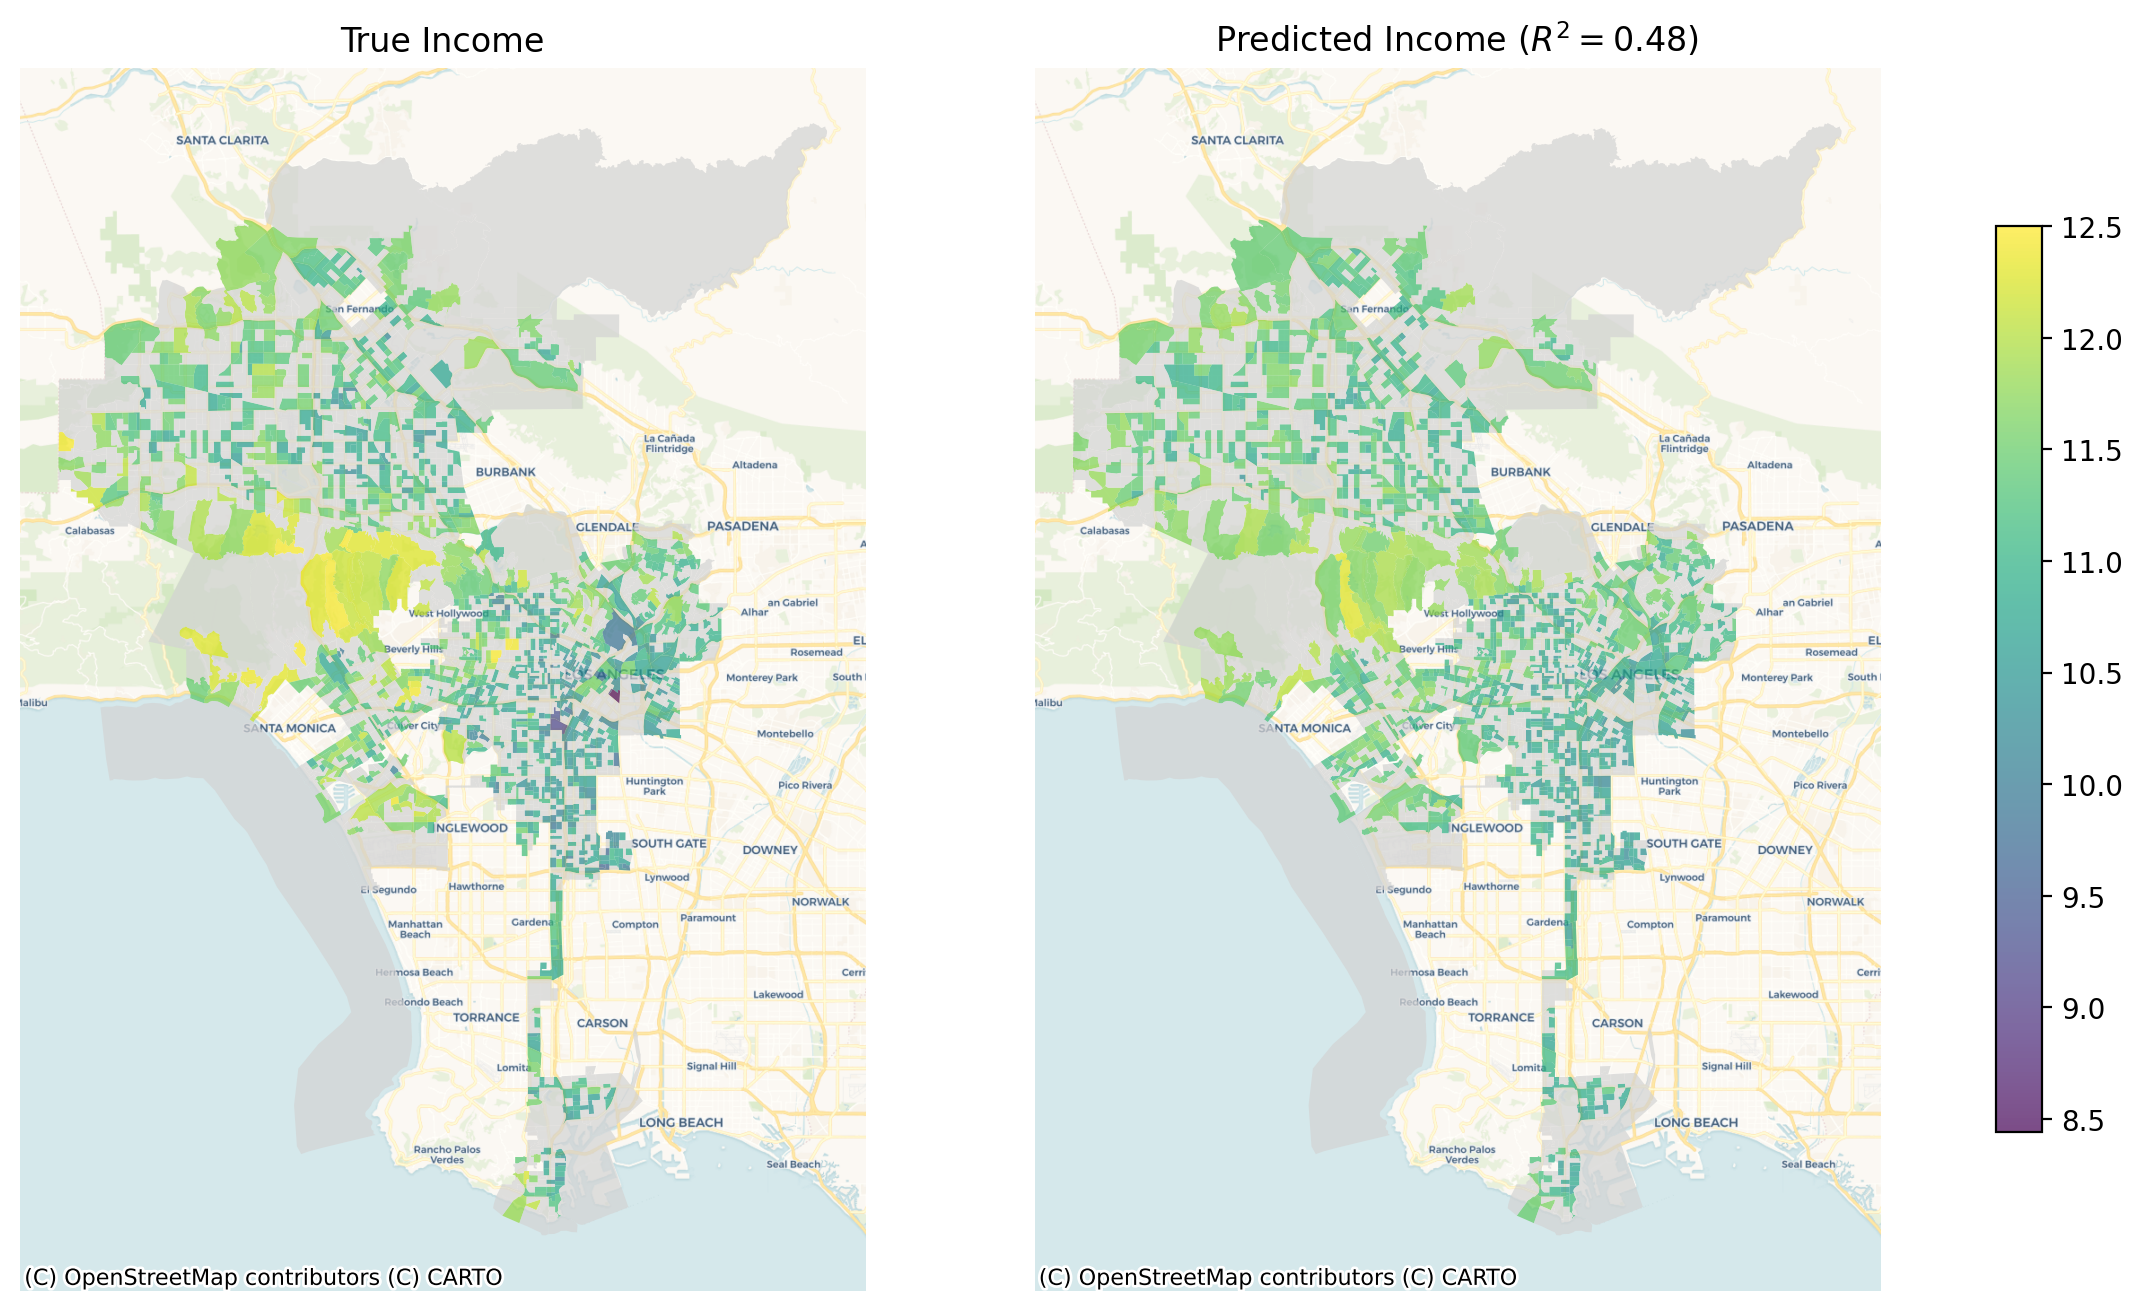 True Income
SANTA CLARITA
San Fernando
La Cañada
Flintridge
BURBANK
Altadena
Calabasas
GLENDALE
PASADENA
West Hollywood
an Gabriel
Alhar
Beverly Hills
EL
Rosemead
LOS ANGELES
Monterey Park
South
Malibu
SANTA MONICA
Culver City
Montebello
Huntington
Park
Pico Rivera
NGLEWOOD
SOUTH GATE
DOWNEY
El Segundo
Hawthorne
Lynwood
NORWALK
Manhattan
Beach
Gardena
Compton
Paramount
Hermosa Beach
Cerri
Redondo Beach
Lakewood
TORRANCE
CARSON
Lomita
Signal Hill
LONG BEACH
Rancho Palos
Verdes
Seal Beach
(C) OpenStreetMap contributors (C) CARTO
Predicted Income (R² = 0.48)
SANTA CLARITA
San Fernando
La Cañada
Flintridge
BURBANK
Altadena
Calabasas
GLENDALE
PASADENA
West Hollywood
an Gabriel
Alhar
Beverly Hills
EL
Rosemead
LOS ANGELES
Monterey Park
South
alibu
SANTA MONICA
Culver City
Montebello
Huntington
Park
Pico Rivera
NGLEWOOD
SOUTH GATE
DOWNEY
El Segundo
Hawthorne
Lynwood
NORWALK
Manhattan
Beach
Gardena
Compton
Paramount
Hermosa Beach
Cerri
Redondo Beach
Lakewood
TORRANCE
CARSON
Lomita
Signal Hill
LONG BEACH
Rancho Palos
Verdes
Seal Beach
(C) OpenStreetMap contributors (C) CARTO
12.5
12.0
11.5
11.0
10.5
10.0
9.5
9.0
8.5